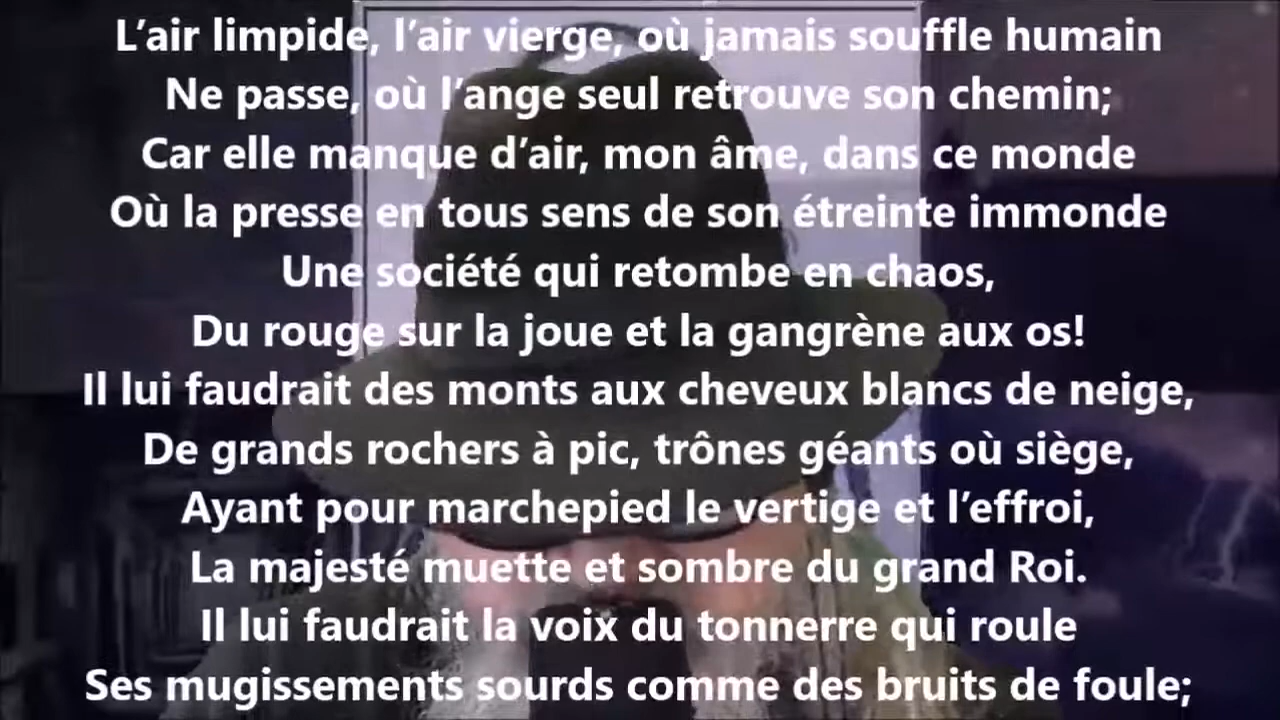 L’air limpide, l’air vierge, où jamais souffle humain
Ne passe, où l’ange seul retrouve son chemin;
Car elle manque d’air, mon âme, dans ce monde
Où la presse en tous sens de son étreinte immonde
Une société qui retombe en chaos,
Du rouge sur la joue et la gangrène aux os!
Il lui faudrait des monts aux cheveux blancs de neige,
De grands rochers à pic, trônes géants où siège,
Ayant pour marchepied le vertige et l’effroi,
La majesté muette et sombre du grand Roi.
Il lui faudrait la voix du tonnerre qui roule
Ses mugissements sourds comme des bruits de foule;